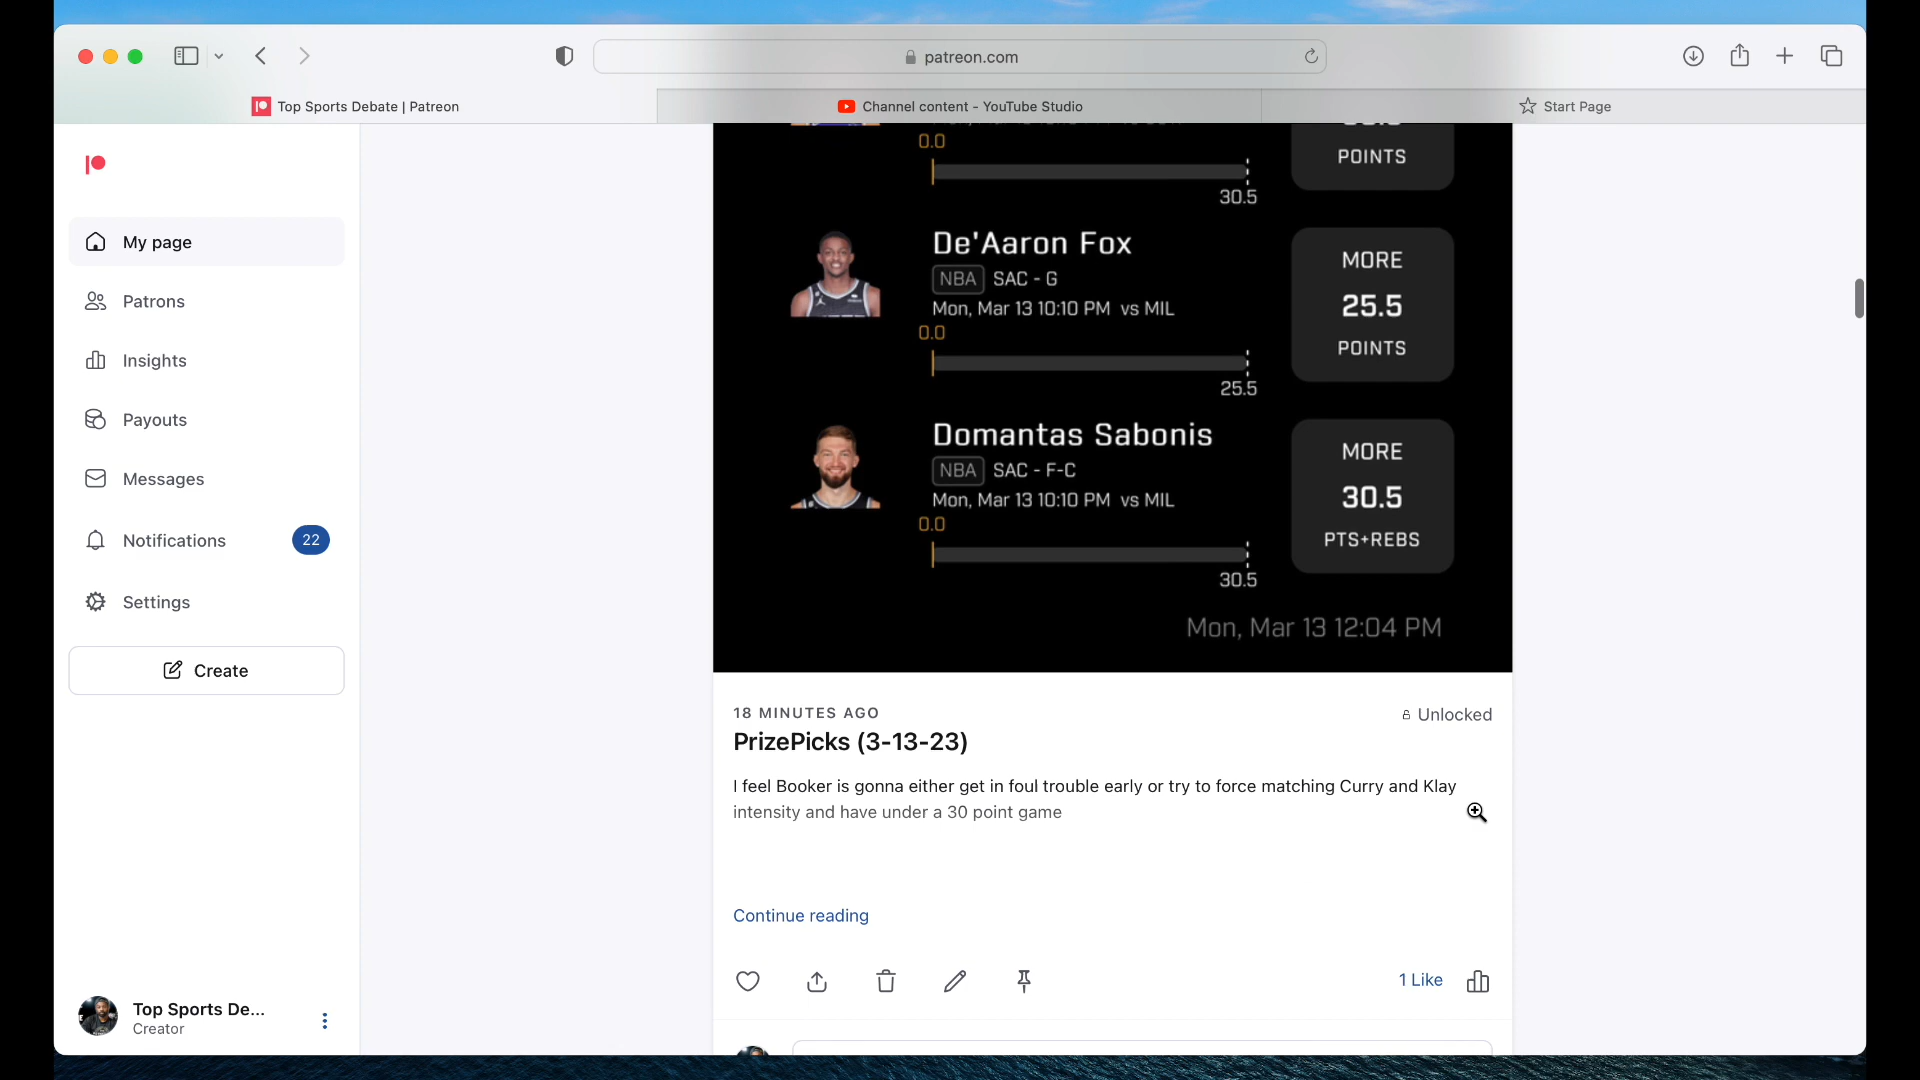 patreon.com
Top Sports Debate | Patreon
Channel content - YouTube Studio
Start Page
My page
Patrons
Insights
Payouts
Messages
Notifications
22
Settings
Create
Top Sports De...
Creator
0.0
30.5
POINTS
De'Aaron Fox
NBA SAC - G
Mon, Mar 13 10:10 PM vs MIL
0.0
25.5
MORE
25.5
POINTS
Domantas Sabonis
NBA SAC - F-C
Mon, Mar 13 10:10 PM vs MIL
0.0
30.5
MORE
30.5
PTS+REBS
Mon, Mar 13 12:04 PM
18 MINUTES AGO
Unlocked
PrizePicks (3-13-23)
I feel Booker is gonna either get in foul trouble early or try to force matching Curry and Klay
intensity and have under a 30 point game
Continue reading
1 Like